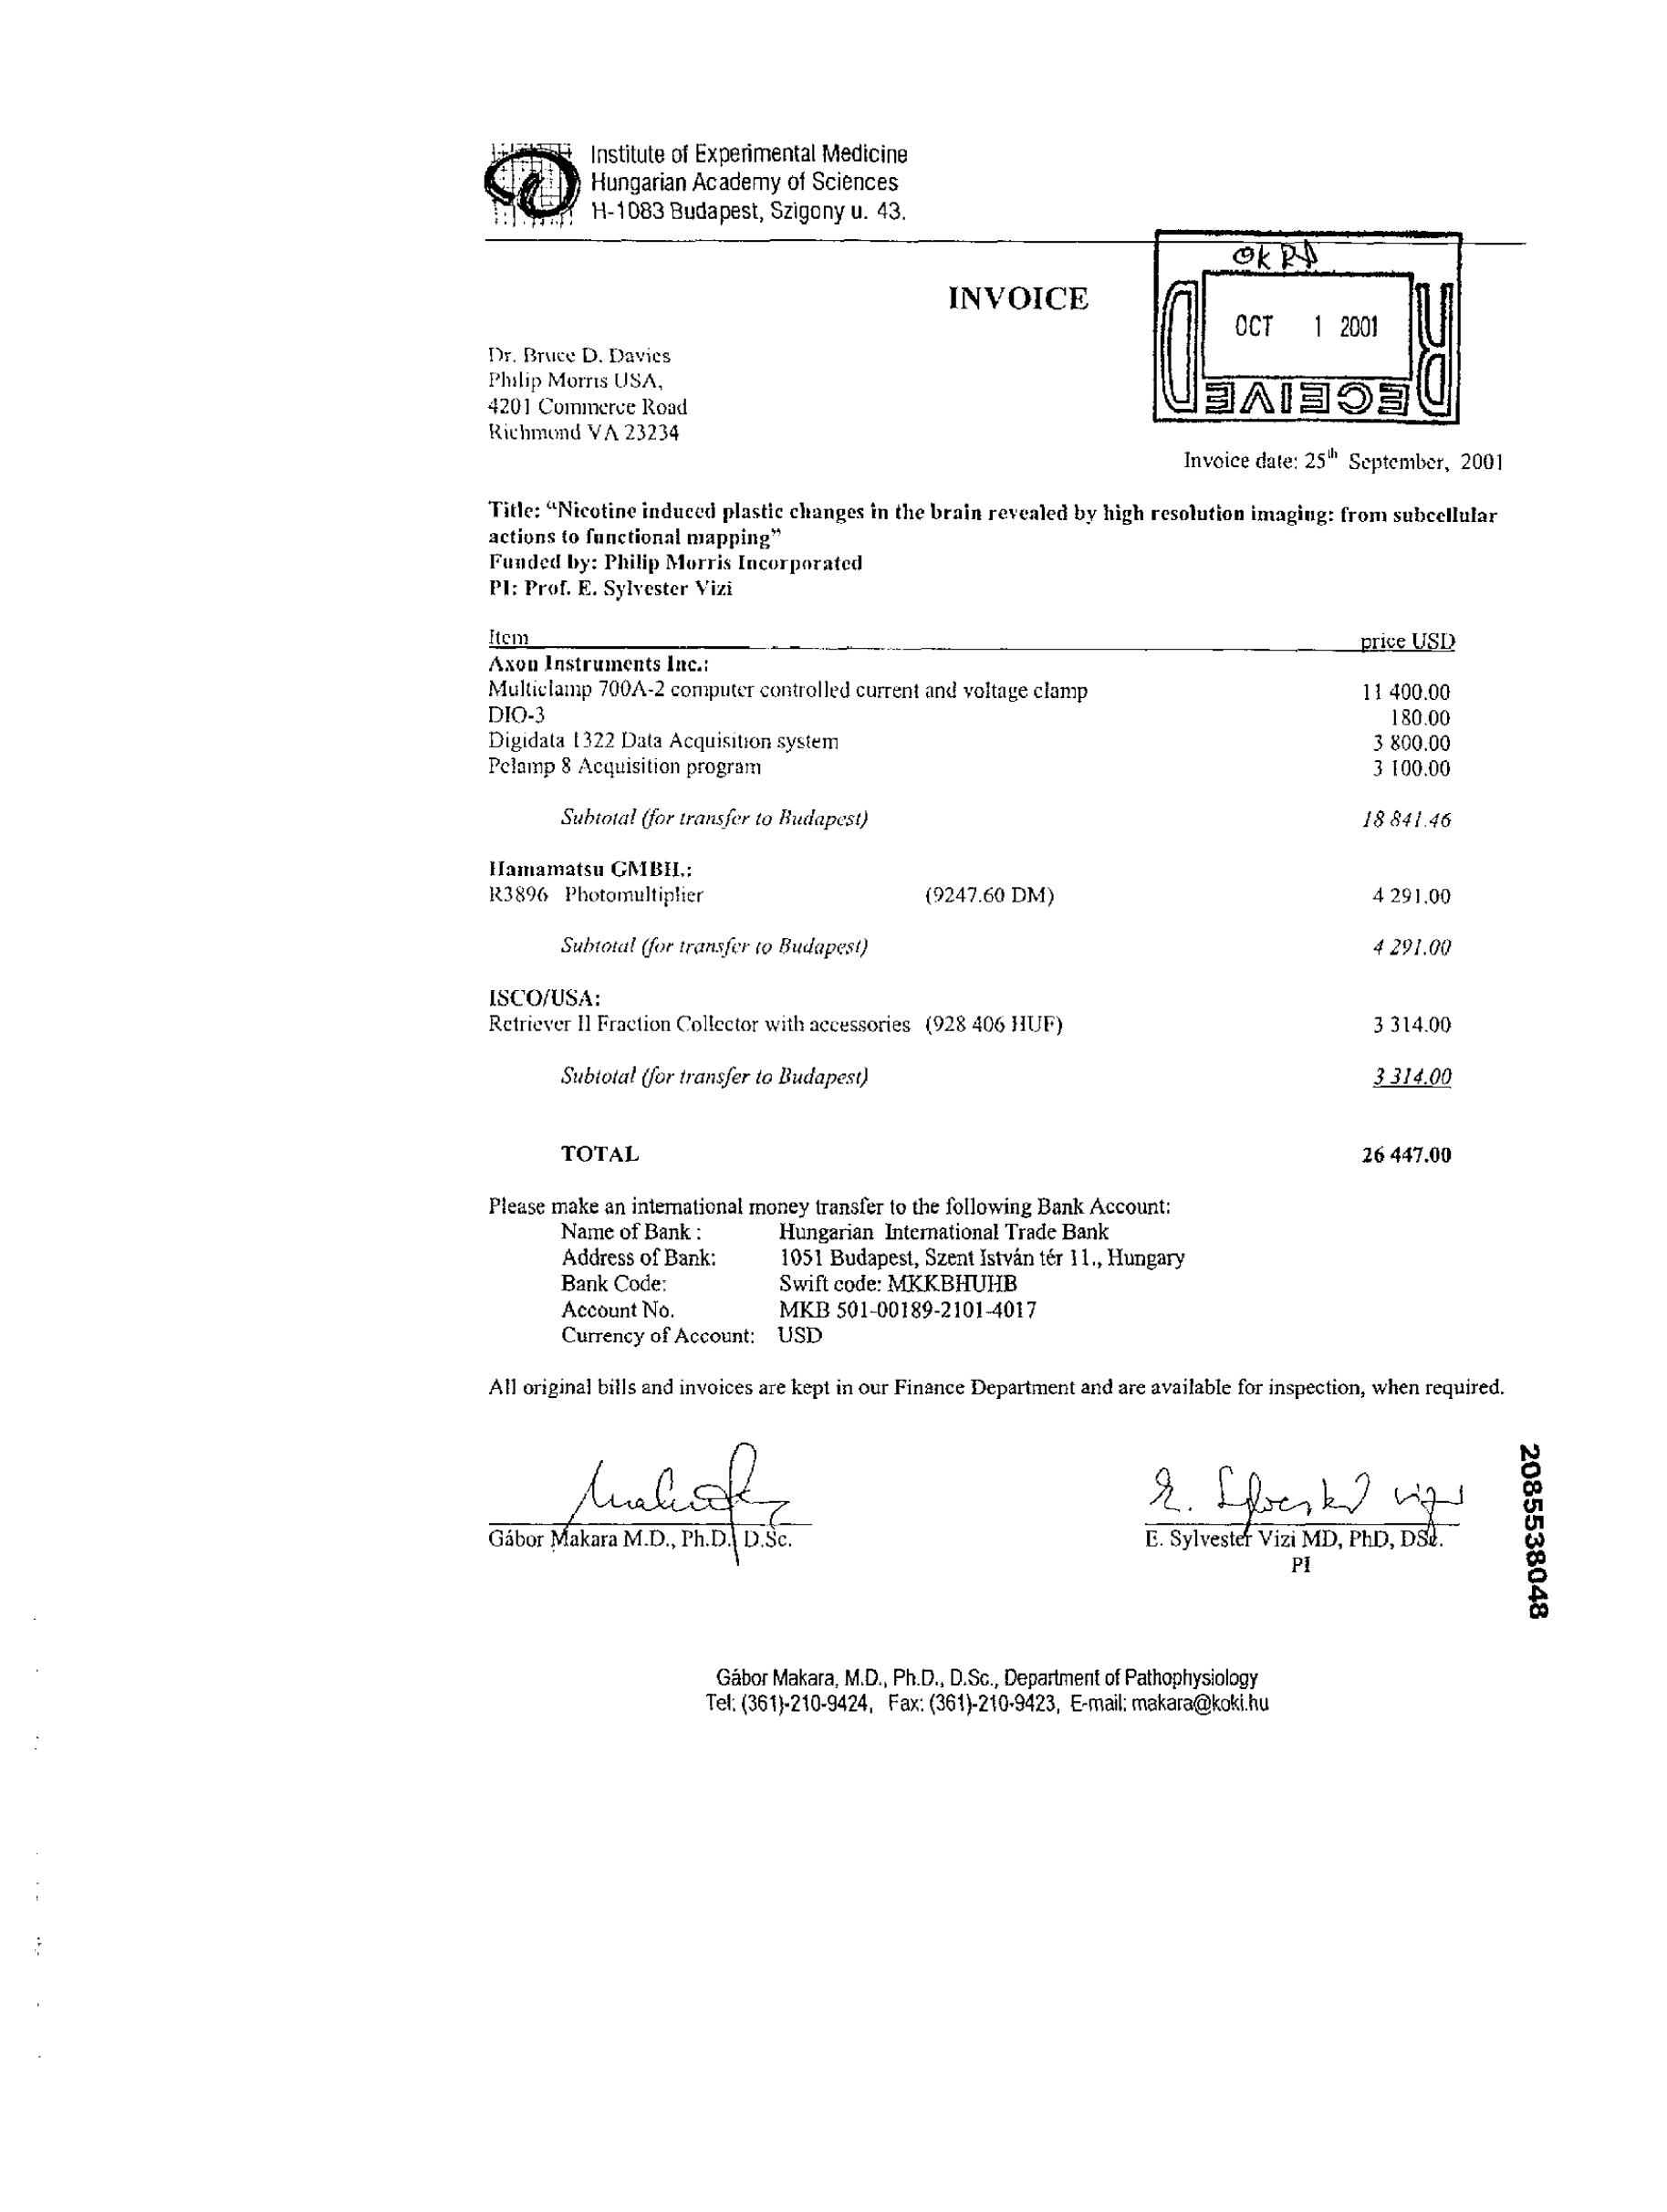 Institute of Experimental Medicine
Hungarian Academy of Sciences
H-1083 Budapest, Szigony u. 43.
OK
INVOICE
OCT 1 2001
RECEIVED
Dr. Bruce D. Davies
Philip Morris USA,
4201 Commerce Road
Richmond VA 23234
Invoice date: 25th September, 2001
Title: “Nicotine induced plastic changes in the brain revealed by high resolution imaging: from subcellular
actions to functional mapping”
Funded by: Philip Morris Incorporated
PI: Prof. E. Sylvester Vizi
Item price USD
Axon Instruments Inc.:
Multiclamp 700A-2 computer controlled current and voltage clamp 11 400.00
DIO-3 180.00
Digidata 1322 Data Acquisition system 3 800.00
Pclamp 8 Acquisition program 3 100.00
Subtotal (for transfer to Budapest) 18 841.46
Hamamatsu GMBH.:
R3896 Photomultiplier (9247.60 DM) 4 291.00
Subtotal (for transfer to Budapest) 4 291.00
ISCO/USA:
Retriever II Fraction Collector with accessories (928 406 HUF) 3 314.00
Subtotal (for transfer to Budapest) 3 314.00
TOTAL 26 447.00
Please make an international money transfer to the following Bank Account:
Name of Bank : Hungarian International Trade Bank
Address of Bank: 1051 Budapest, Szent István tér 11., Hungary
Bank Code: Swift code: MKKBHUHB
Account No. MKB 501-00189-2101-4017
Currency of Account: USD
All original bills and invoices are kept in our Finance Department and are available for inspection, when required.
E. Sylvester Vizi
Gábor Makara M.D., Ph.D. D.Sc. E. Sylvester Vizi MD, PhD, DSc.
PI
2085538048
Gábor Makara, M.D., Ph.D., D.Sc., Department of Pathophysiology
Tel: (361)-210-9424, Fax: (361)-210-9423, E-mail: makara@koki.hu